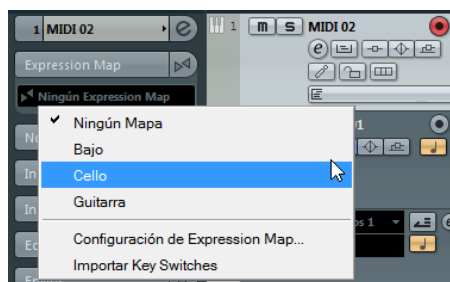 1 MIDI 02
1 m S MIDI 02
Expression Map
Ningún Expression Map
Ningún Mapa
Bajo
Cello
Guitarra
Configuración de Expression Map...
Importar Key Switches